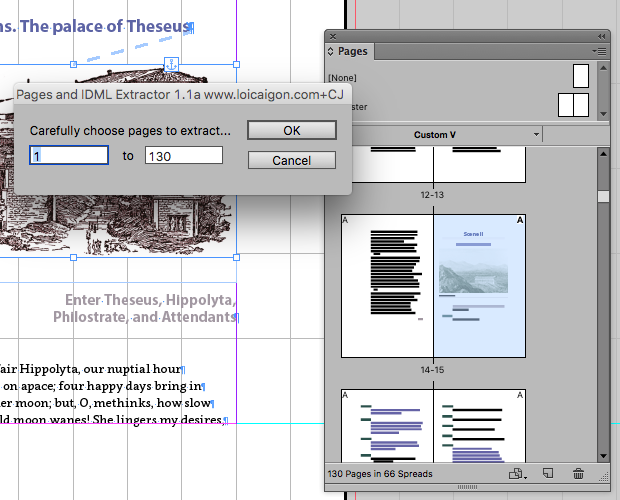 ns. The palace of Theseus¶
Pages and IDML Extractor 1.1a www.loicaigon.com+CJ
Carefully choose pages to extract...
1 to 130
OK
Cancel
Enter Theseus, Hippolyta,
Philostrate, and Attendants
air Hippolyta, our nuptial hour¶
on apace; four happy days bring in¶
er moon; but, O, methinks, how slow¶
ld moon wanes! She lingers my desires,¶
Pages
[None]
ster
Custom V
12-13
A A
Scene II
14-15
A A
130 Pages in 66 Spreads